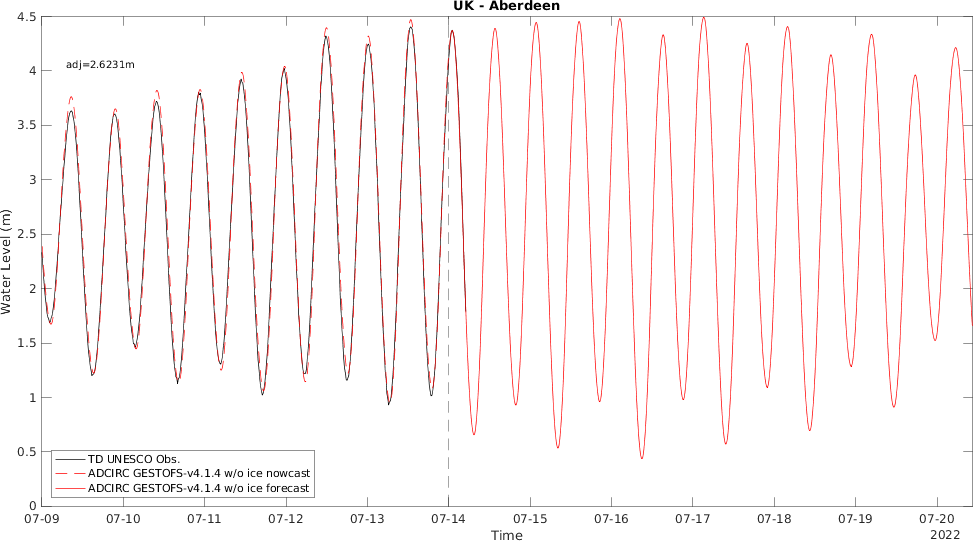 UK - Aberdeen
adj=2.6231m
Water Level (m)
4.5
4
3.5
3
2.5
2
1.5
1
0.5
0
TD UNESCO Obs.
ADCIRC GESTOFS-v4.1.4 w/o ice nowcast
ADCIRC GESTOFS-v4.1.4 w/o ice forecast
07-09 07-10 07-11 07-12 07-13 07-14 07-15 07-16 07-17 07-18 07-19 07-20
2022
Time